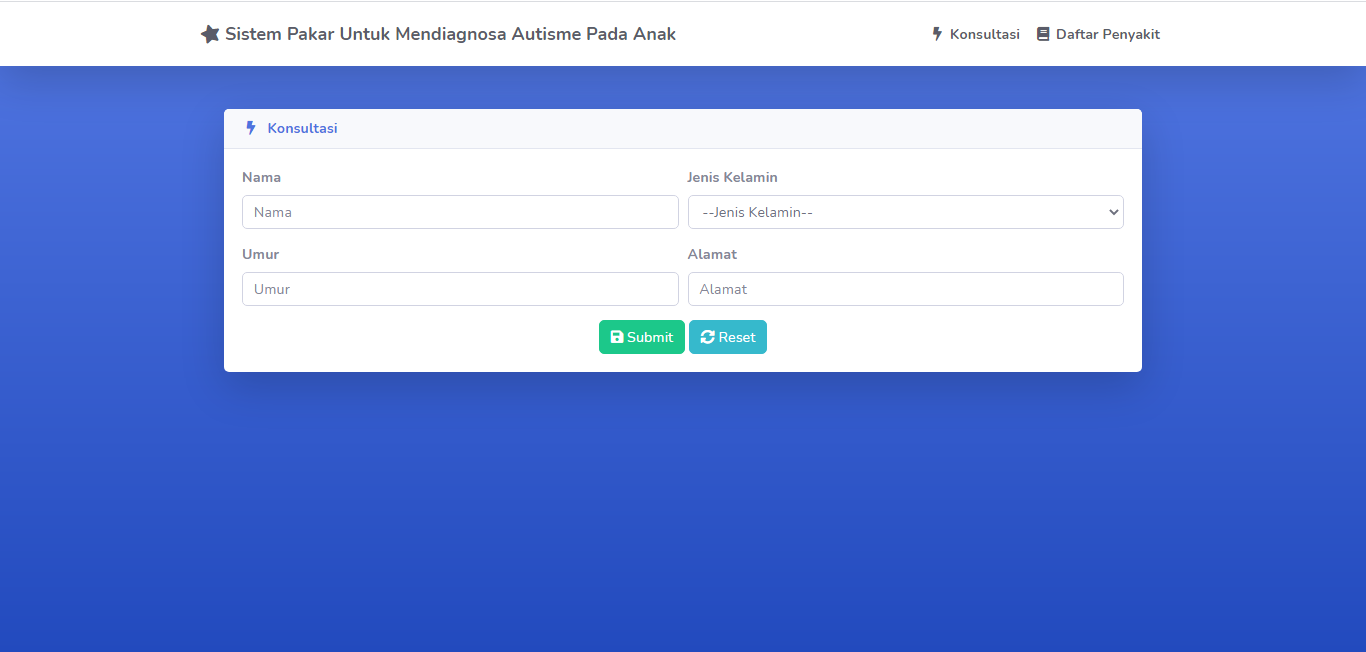 Sistem Pakar Untuk Mendiagnosa Autisme Pada Anak
Konsultasi
Daftar Penyakit
Konsultasi
Nama
Jenis Kelamin
Nama
--Jenis Kelamin--
Umur
Alamat
Umur
Alamat
Submit
Reset